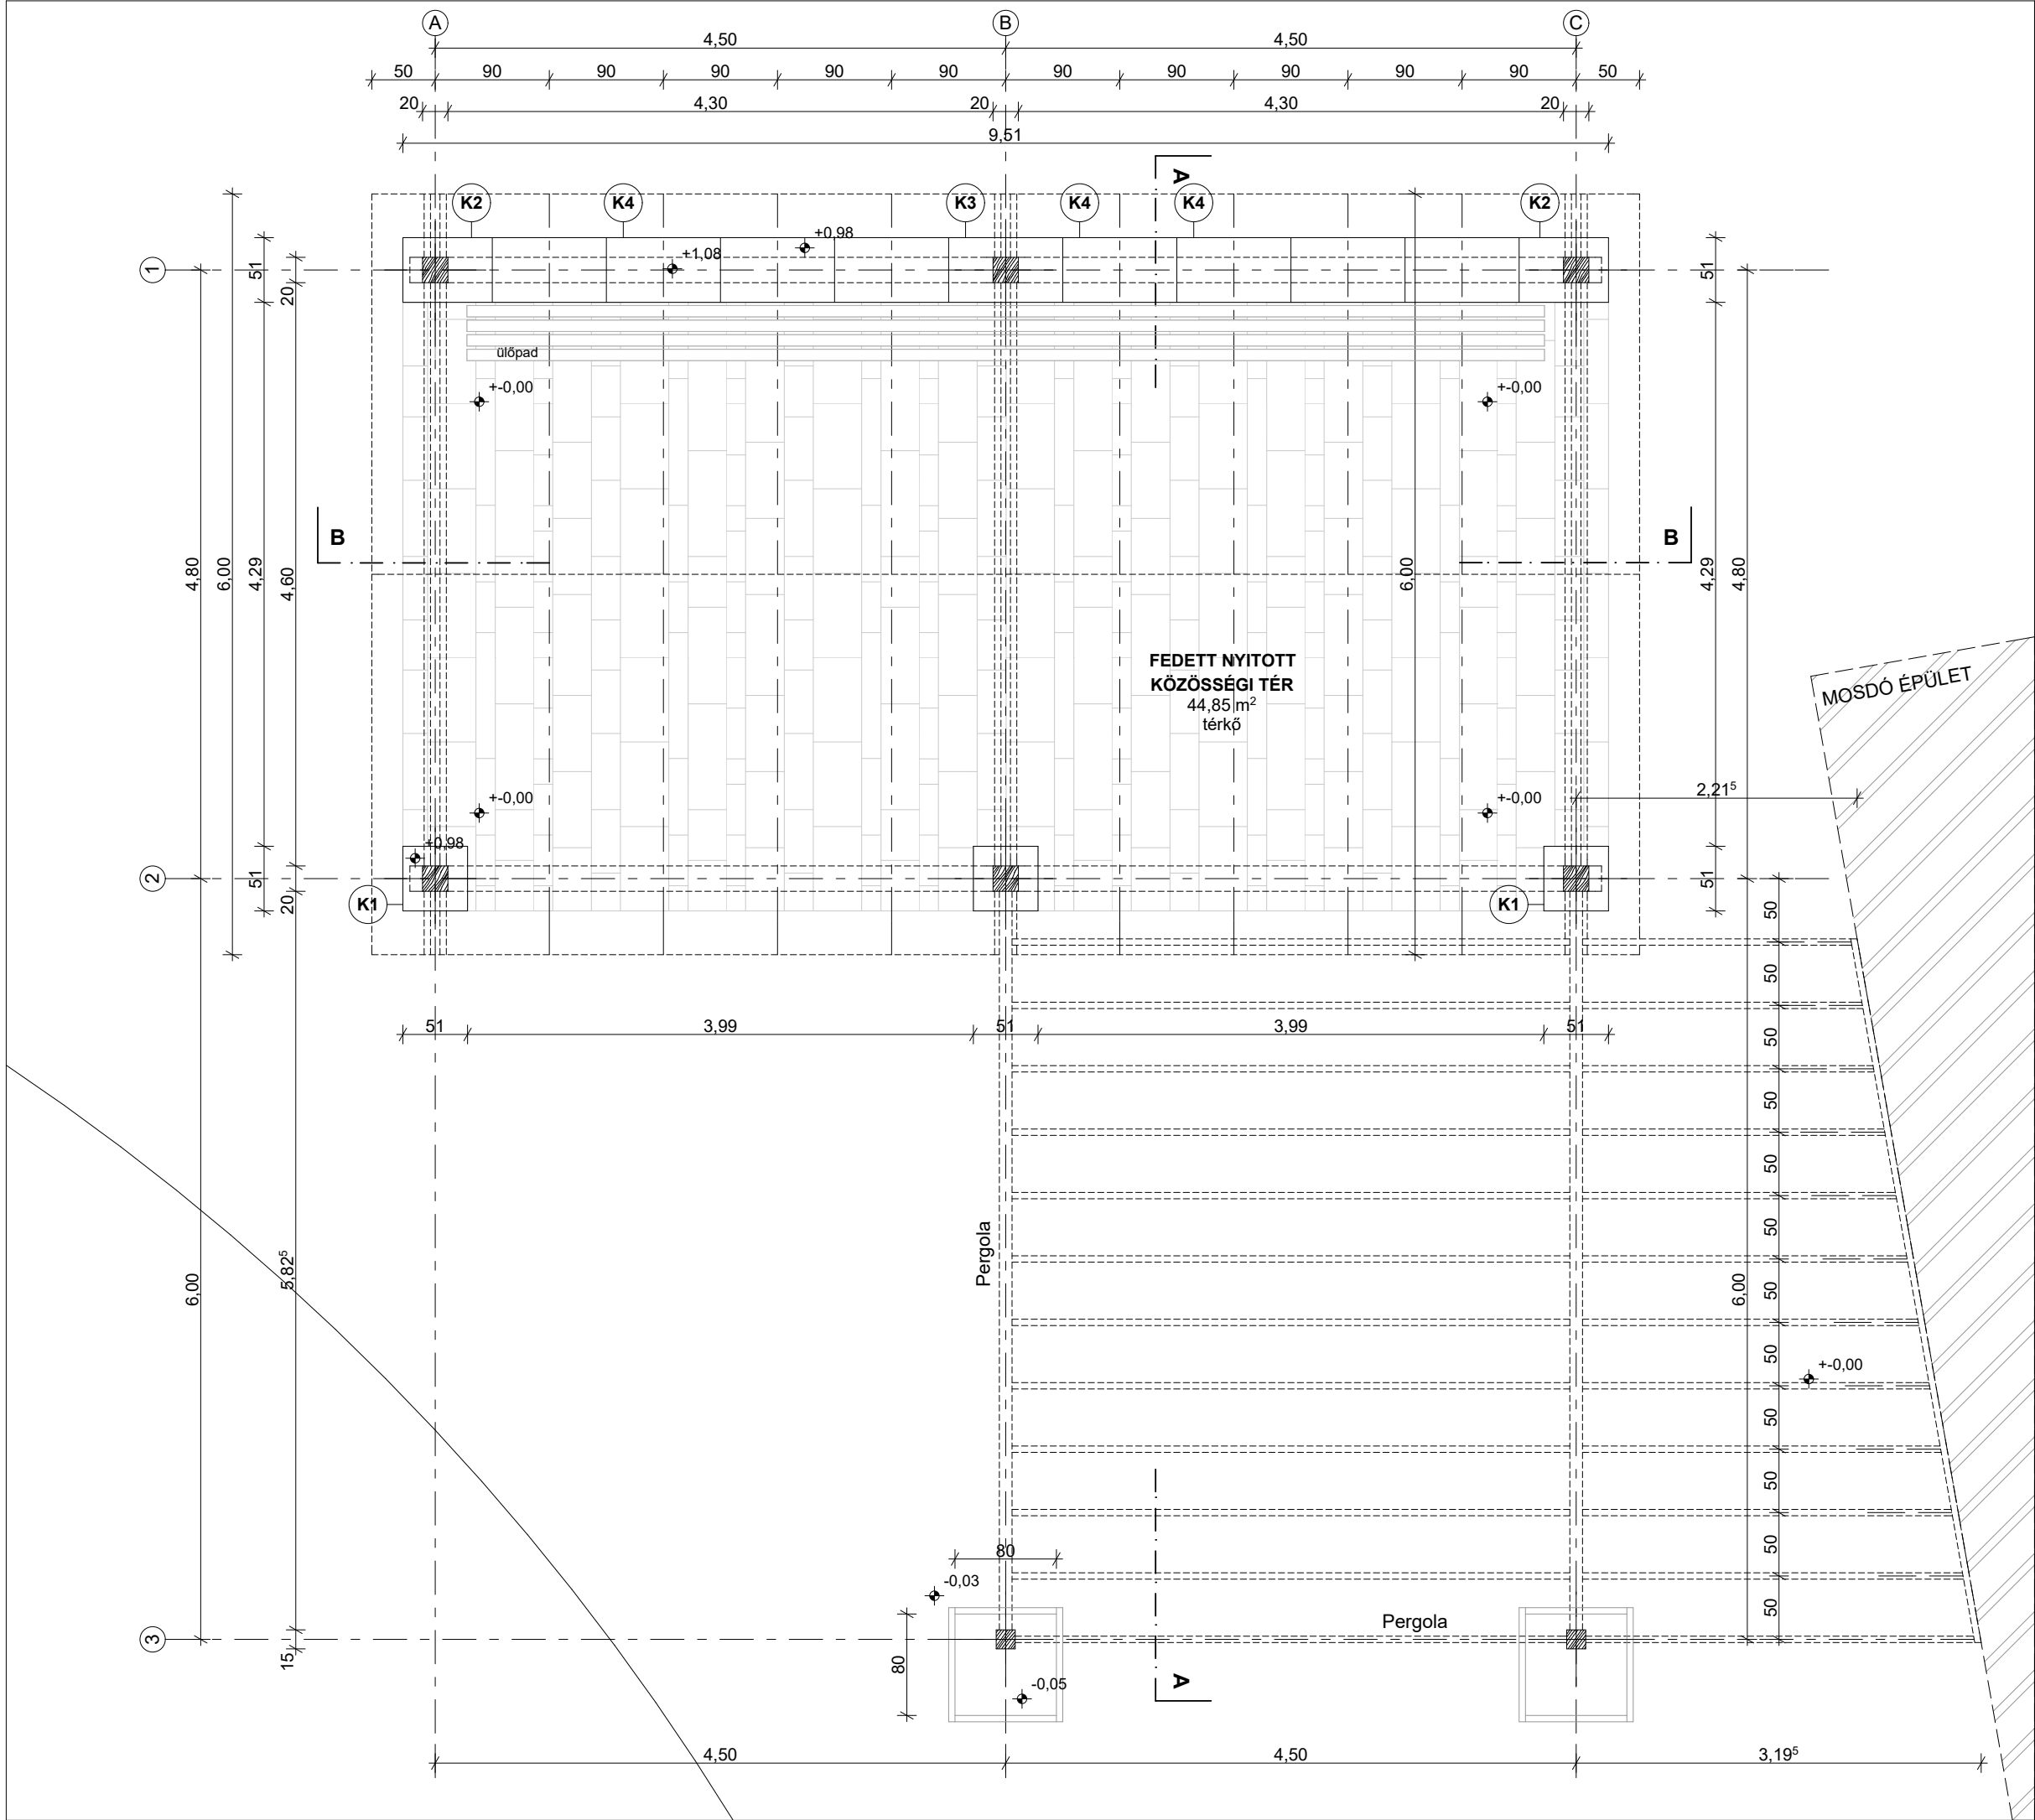 A B C
4,50 4,50
50 90 90 90 90 90 90 90 90 90 90 50
20 4,30 20 4,30 20
9,51
A
K2 K4 K3 K4 K4 K2
+0,98
+1,08
1
51
20
51
ülőpad
+-0,00 +-0,00
B B
4,80 6,00 4,29 4,60 6,00 4,29 4,80
FEDETT NYITOTT
KÖZÖSSÉGI TÉR
44,85 m²
térkő
MOSDÓ ÉPÜLET
2,21⁵
+-0,00 +-0,00
+0,98
2
51
20
51
K1 K1
50
50
51 3,99 51 3,99 51
50
50
50
50
Pergola
5,82⁵
6,00
6,00
50
50
+-0,00
50
50
50
80
-0,03
50
Pergola
3
15
80
-0,05
A
4,50 4,50 3,19⁵